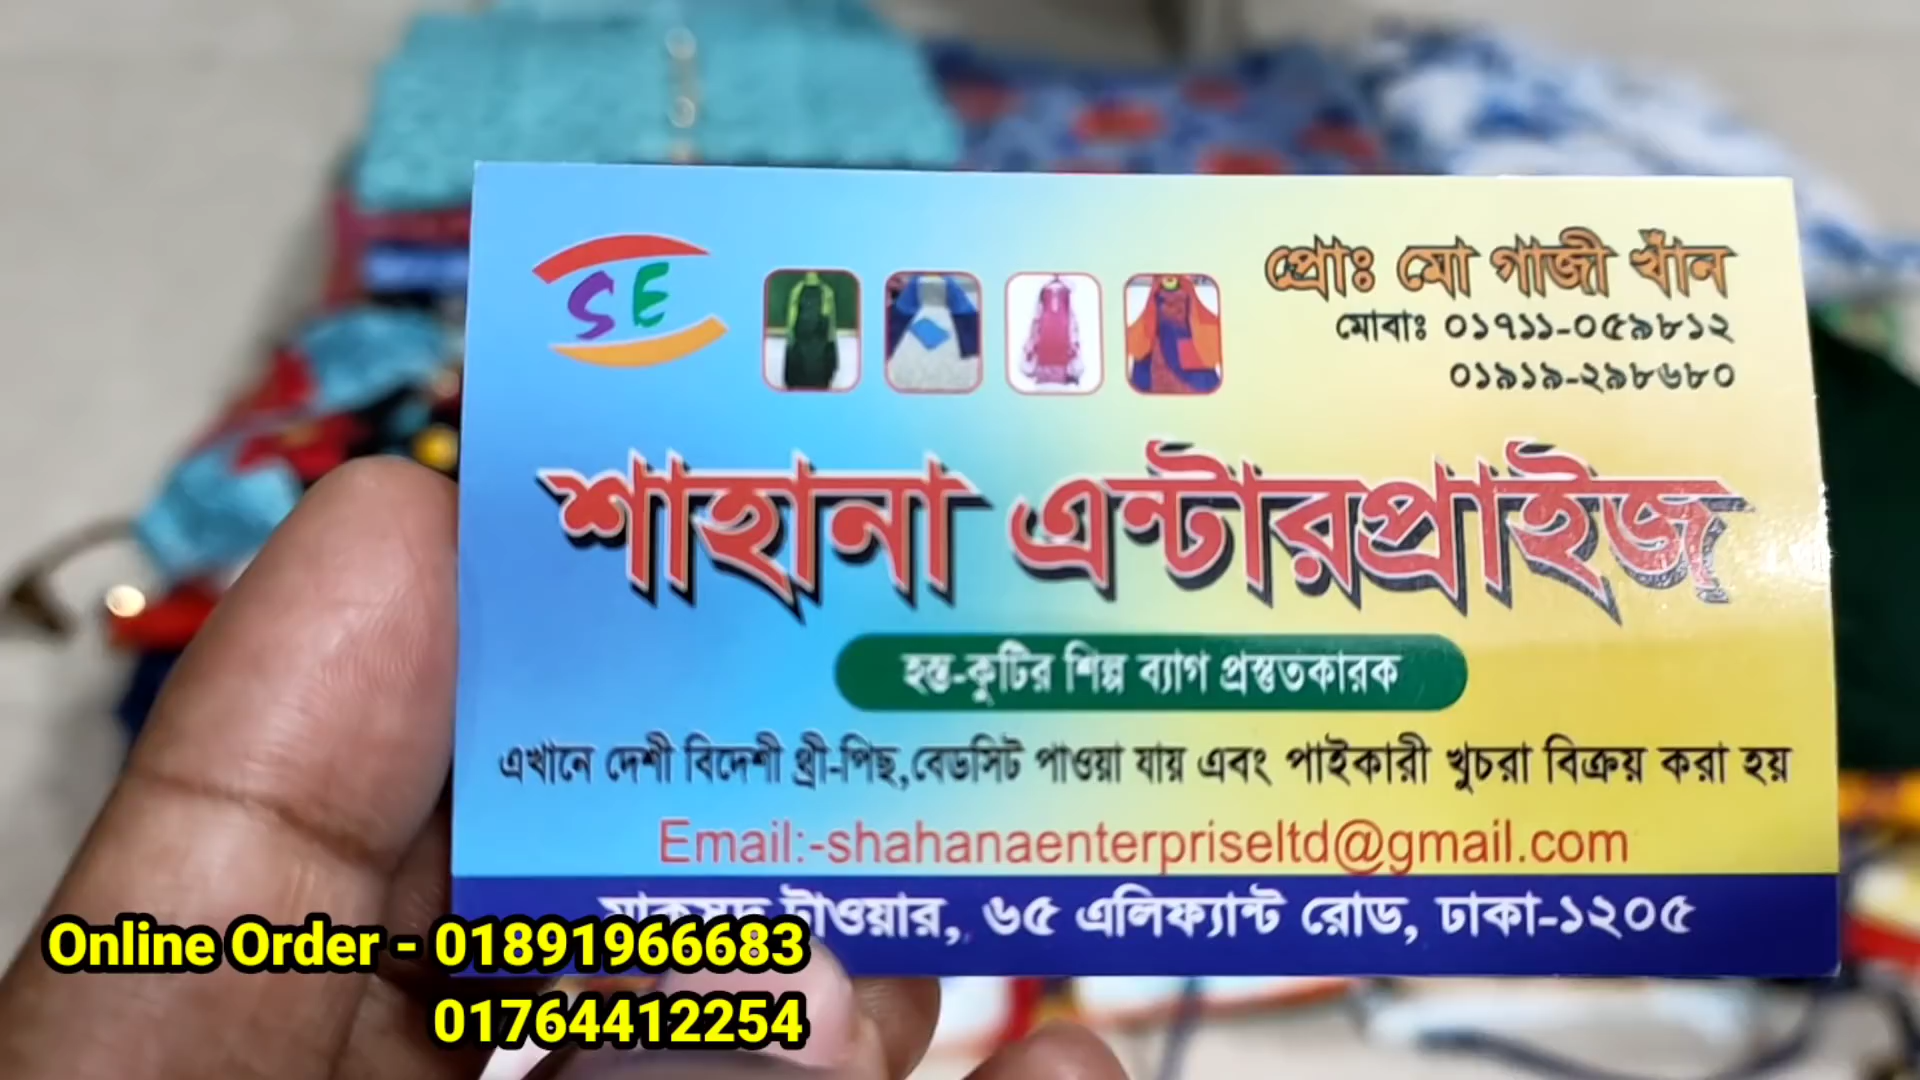 SE
প্রোঃ মো গাজী খাঁন
মোবাঃ ০১৭১১-০৫৯৮১২
০১৯১৯-২৯৮৬৮০
শাহানা এন্টারপ্রাইজ
হস্ত-কুটির শিল্প ব্যাগ প্রস্তুতকারক
এখানে দেশী বিদেশী থ্রী-পিছ,বেডসিট পাওয়া যায় এবং পাইকারী খুচরা বিক্রয় করা হয়
Email:-shahanaenterpriseltd@gmail.com
টাওয়ার, ৬৫ এলিফ্যান্ট রোড, ঢাকা-১২০৫
Online Order - 01891966683
01764412254